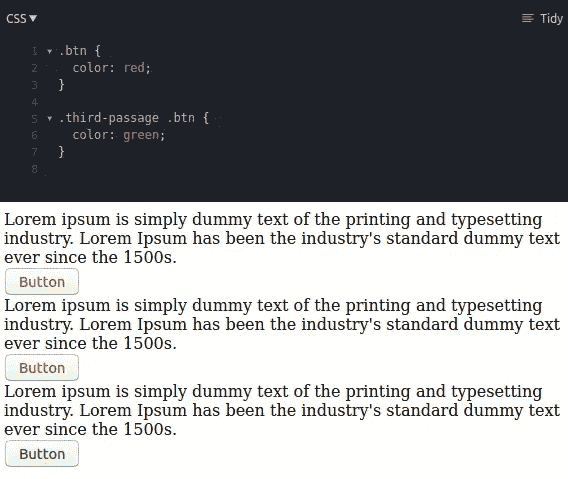 CSS▼ Tidy
1 ▾ .btn {
2 color: red;
3 }
4
5 ▾ .third-passage .btn {
6 color: green;
7 }
8
Lorem ipsum is simply dummy text of the printing and typesetting
industry. Lorem Ipsum has been the industry's standard dummy text
ever since the 1500s.
Button
Lorem ipsum is simply dummy text of the printing and typesetting
industry. Lorem Ipsum has been the industry's standard dummy text
ever since the 1500s.
Button
Lorem ipsum is simply dummy text of the printing and typesetting
industry. Lorem Ipsum has been the industry's standard dummy text
ever since the 1500s.
Button